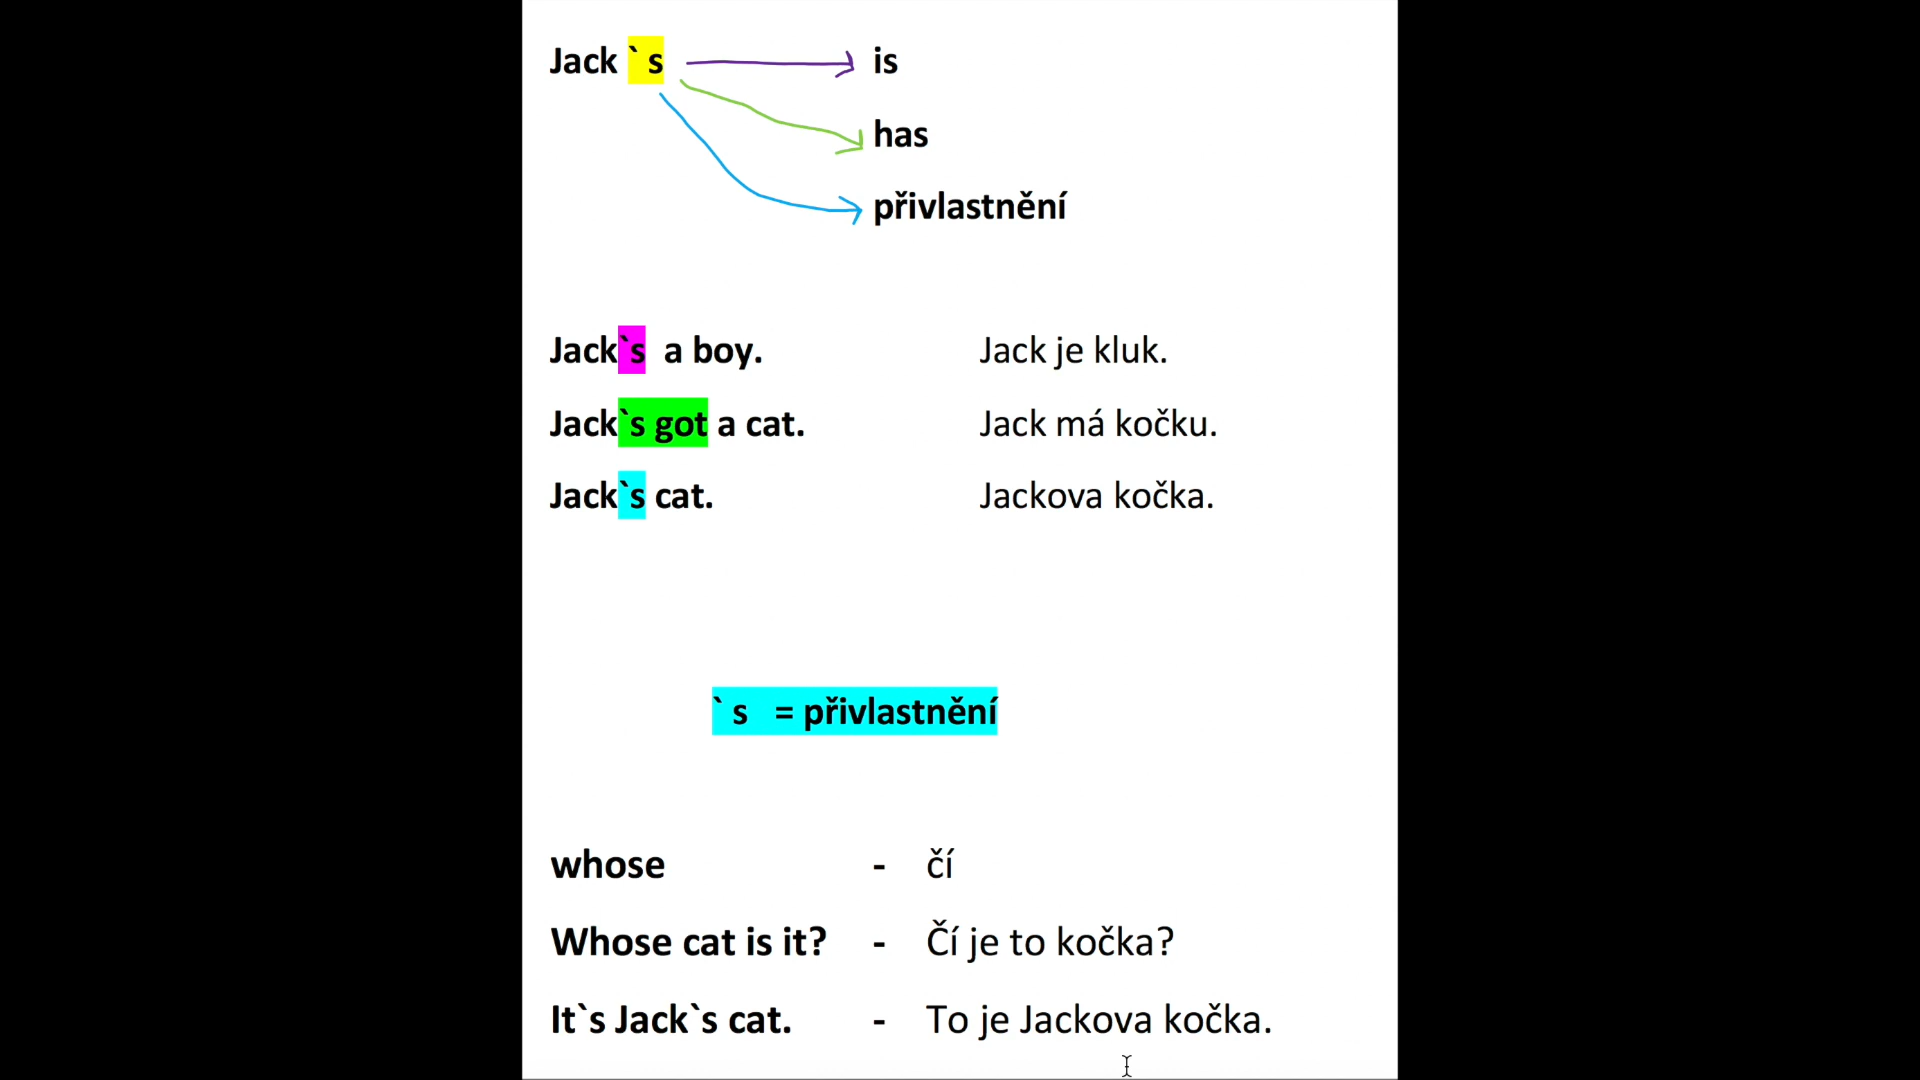 Jack `s is
has
přivlastnění
Jack`s a boy. Jack je kluk.
Jack`s got a cat. Jack má kočku.
Jack`s cat. Jackova kočka.
`s = přivlastnění
whose - čí
Whose cat is it? - Čí je to kočka?
It`s Jack`s cat. - To je Jackova kočka.